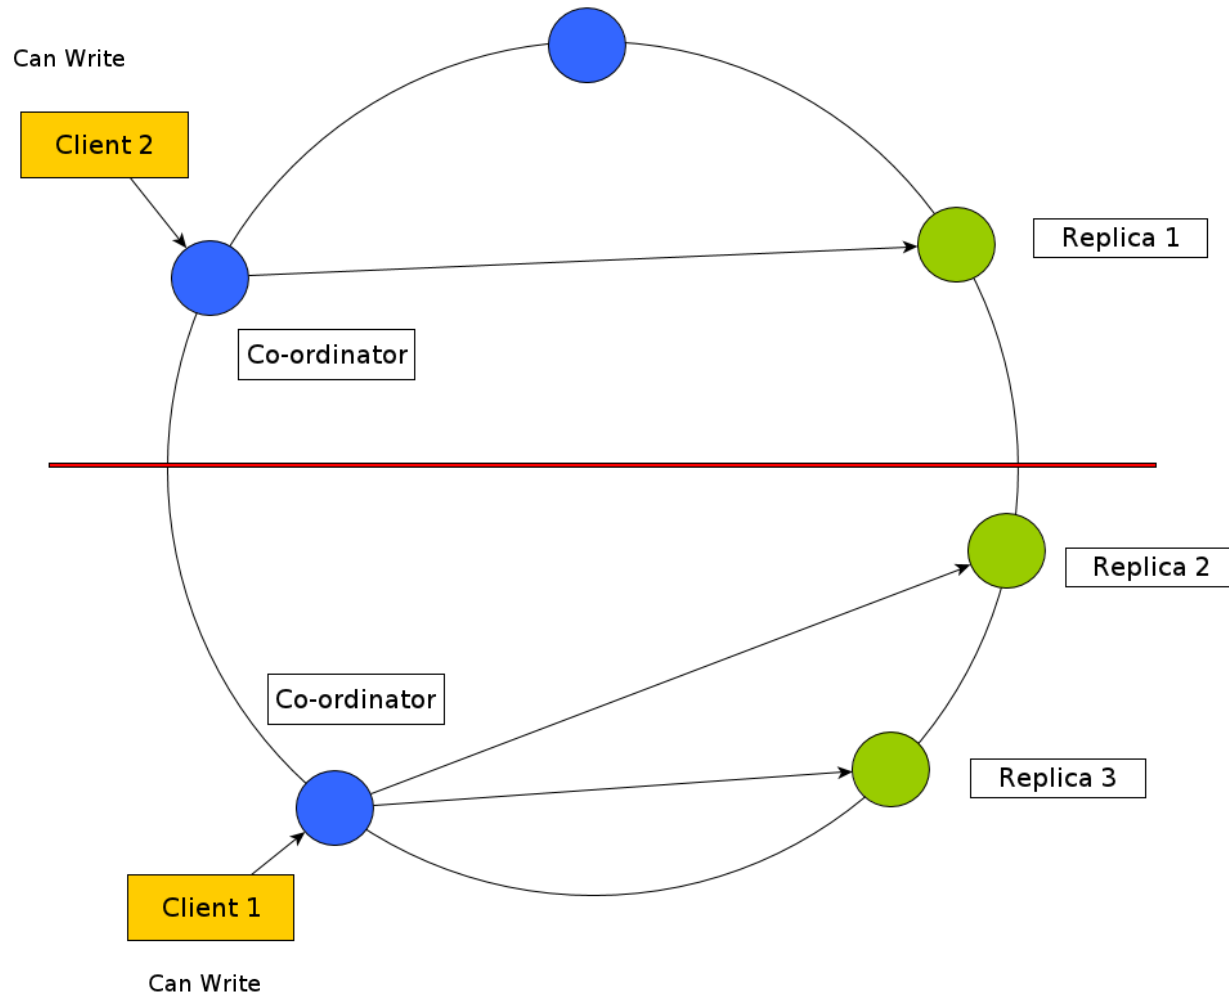 Can Write
Client 2
Replica 1
Co-ordinator
Replica 2
Co-ordinator
Replica 3
Client 1
Can Write